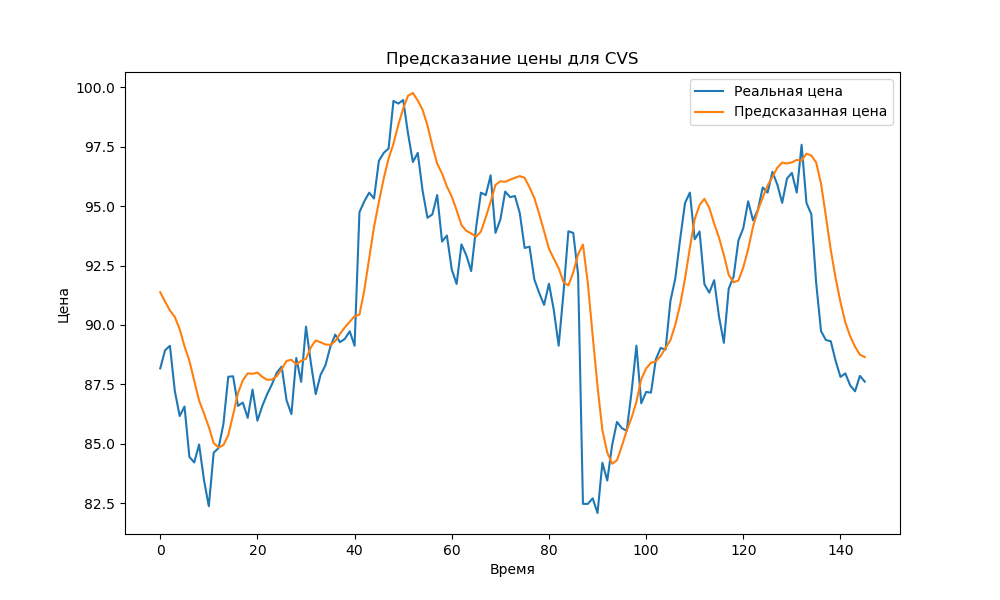 Предсказание цены для CVS
Реальная цена
Предсказанная цена
Цена
100.0
97.5
95.0
92.5
90.0
87.5
85.0
82.5
0 20 40 60 80 100 120 140
Время